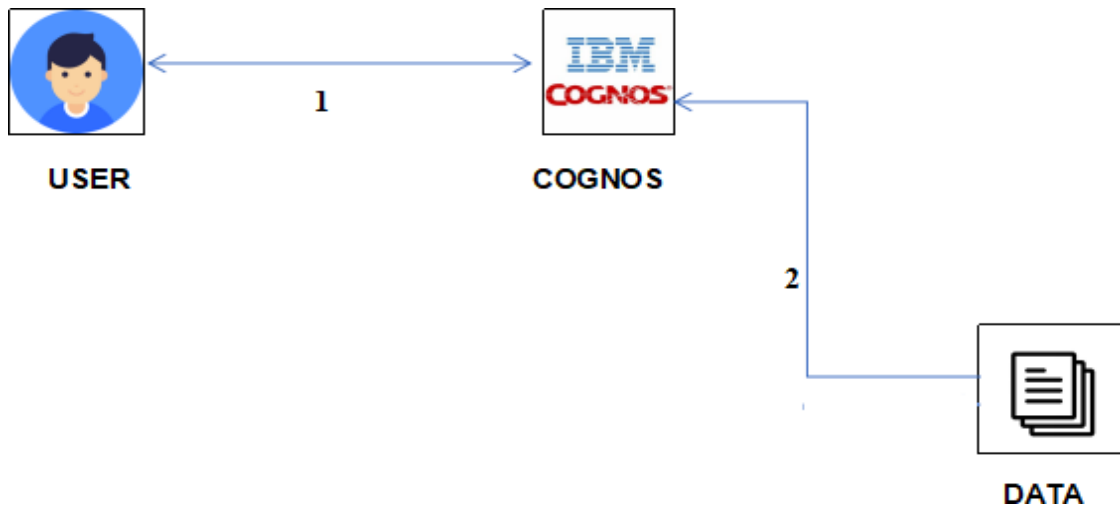 IBM
COGNOS
1
USER
COGNOS
2
DATA